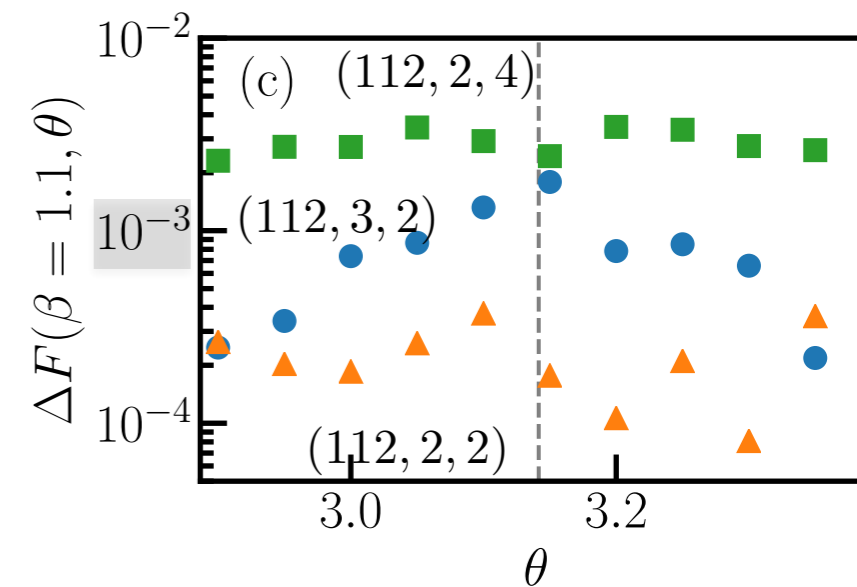 10⁻²
(c)
(112, 2, 4)
ΔF(β = 1.1, θ)
10⁻³
(112, 3, 2)
10⁻⁴
(112, 2, 2)
3.0
3.2
θ